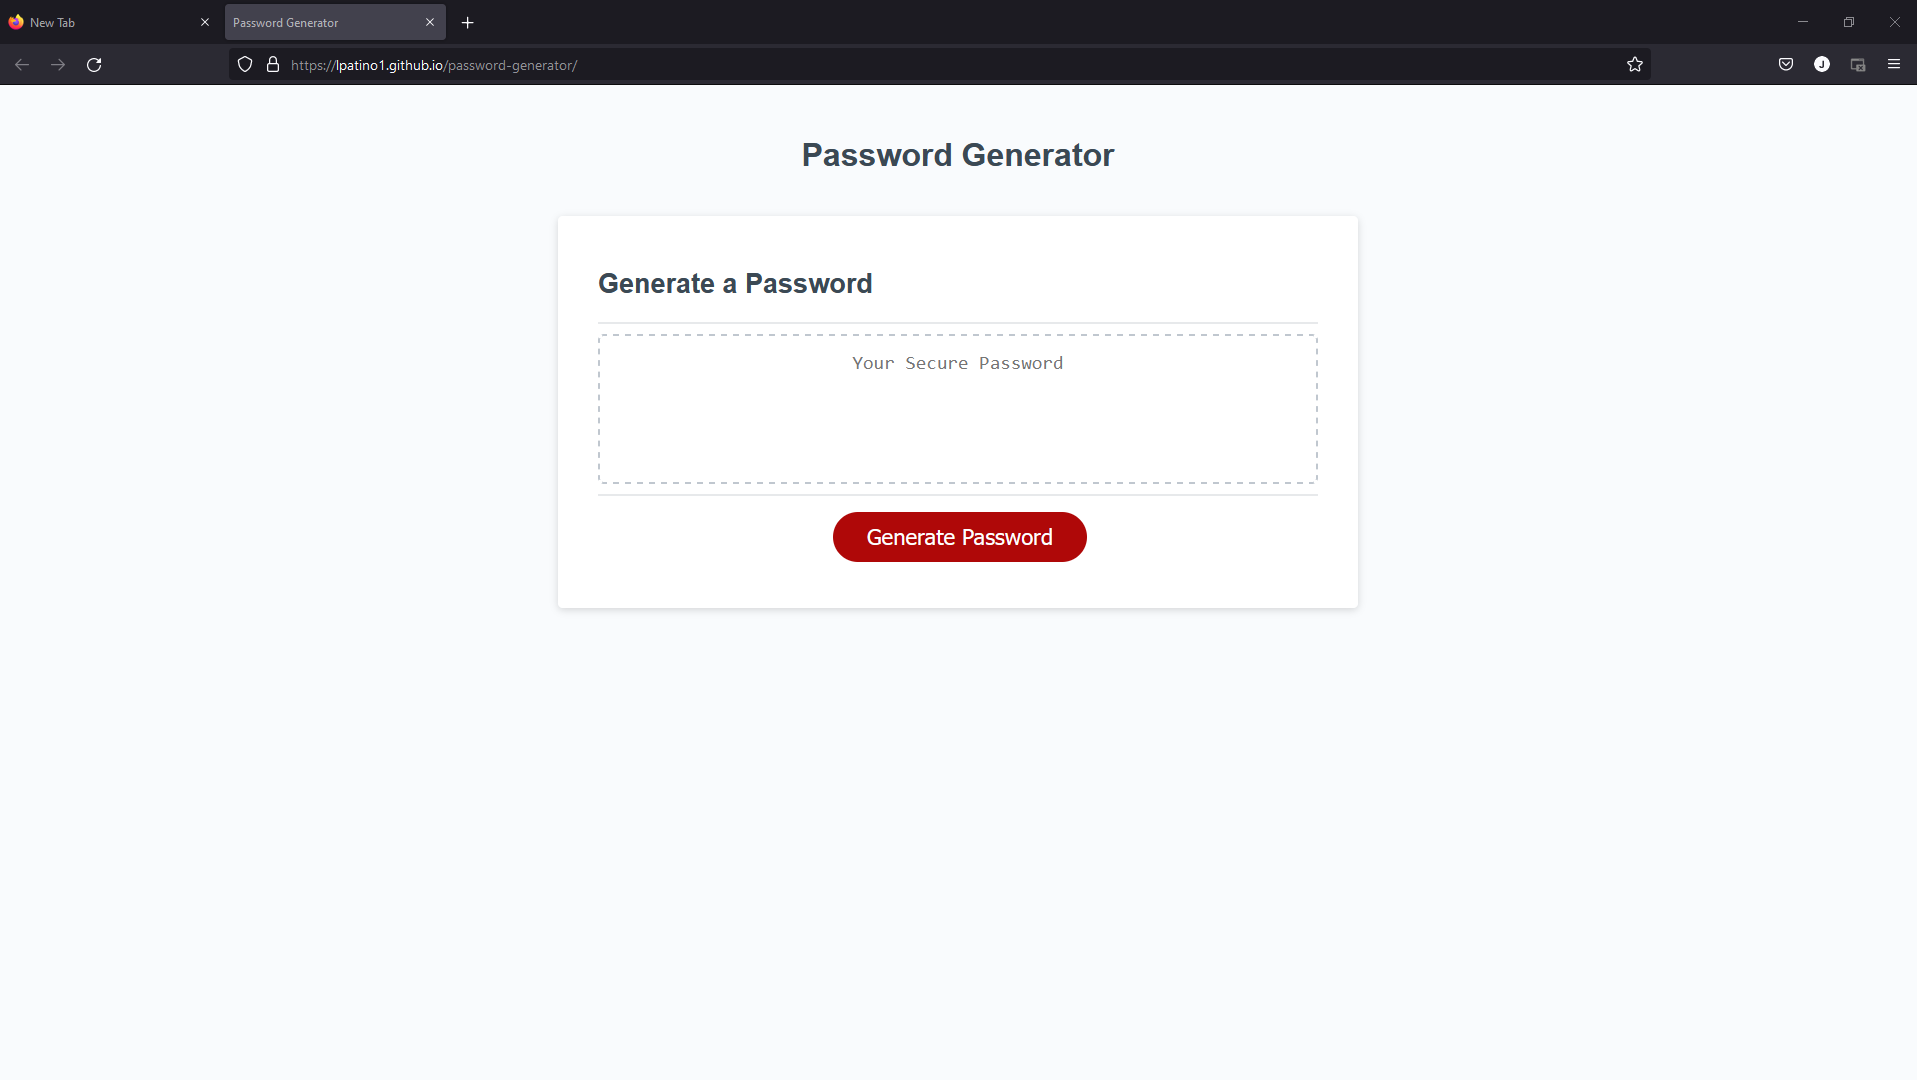 New Tab
Password Generator
https://lpatino1.github.io/password-generator/
J
Password Generator
Generate a Password
Your Secure Password
Generate Password